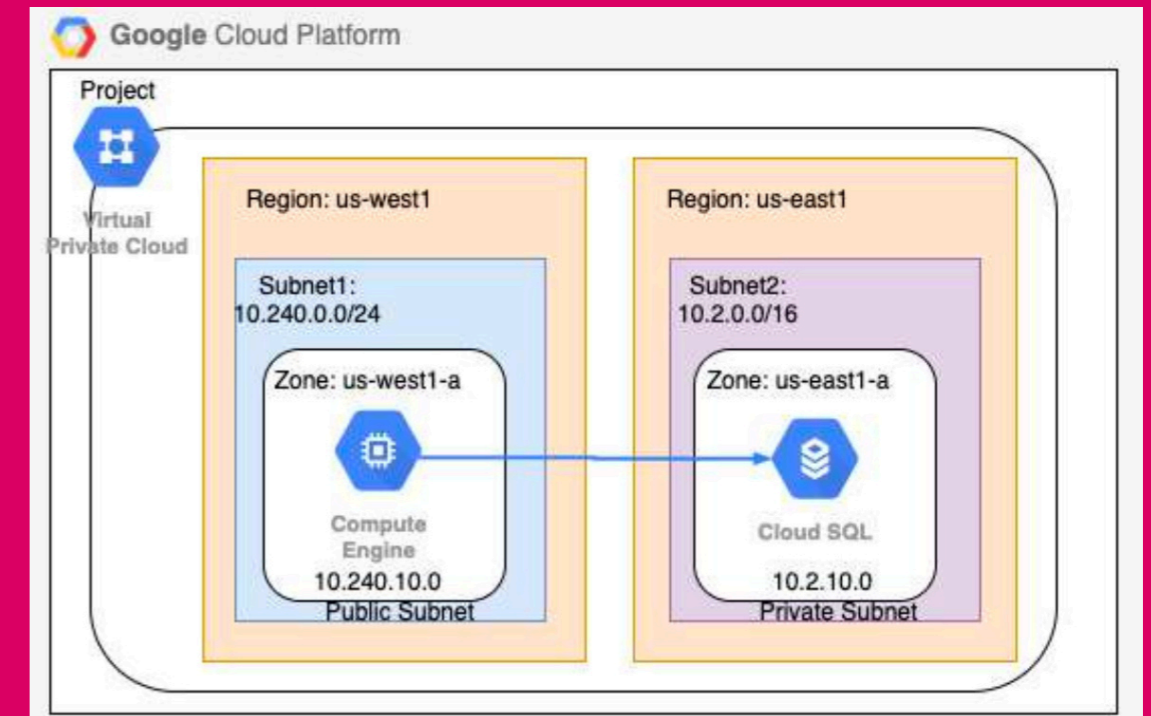 Google Cloud Platform
Project
Virtual
Private Cloud
Region: us-west1
Subnet1:
10.240.0.0/24
Zone: us-west1-a
Compute
Engine
10.240.10.0
Public Subnet
Region: us-east1
Subnet2:
10.2.0.0/16
Zone: us-east1-a
Cloud SQL
10.2.10.0
Private Subnet